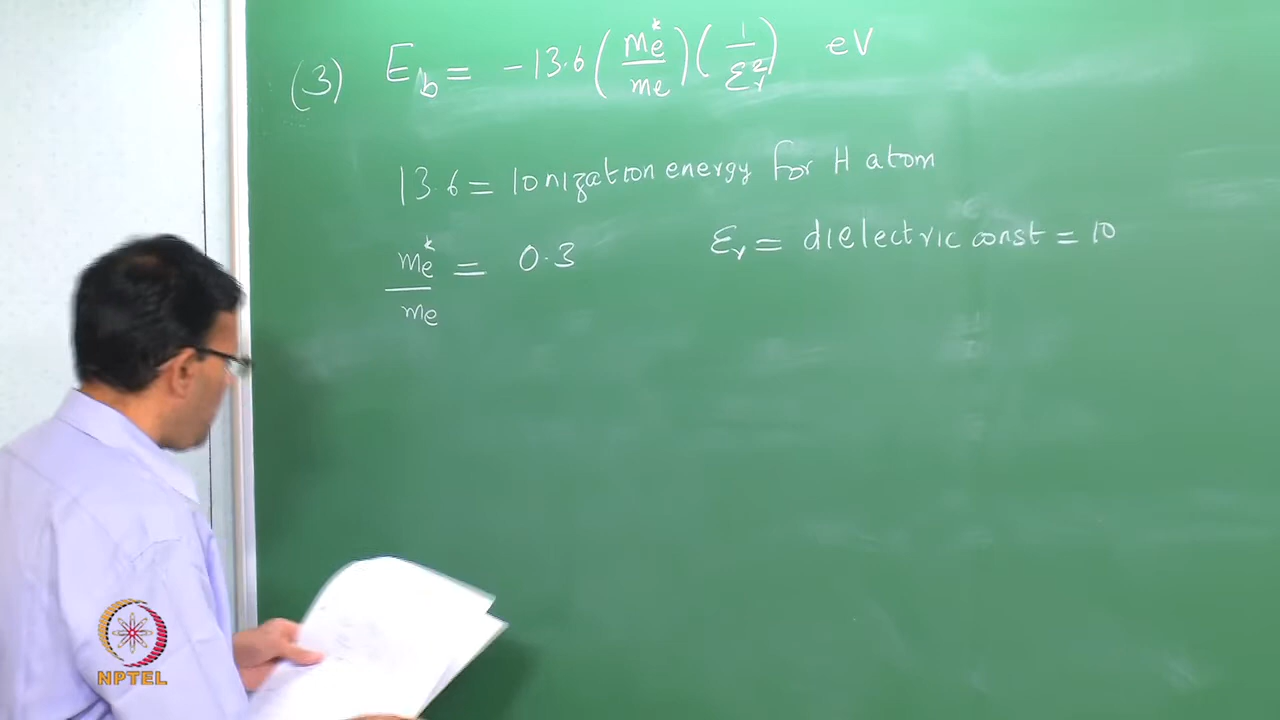 (3) E_b = -13.6 (me*/me) (1/εr²) eV
13.6 = Ionization energy for H atom
me*/me = 0.3 εr = dielectric const = 10
NPTEL